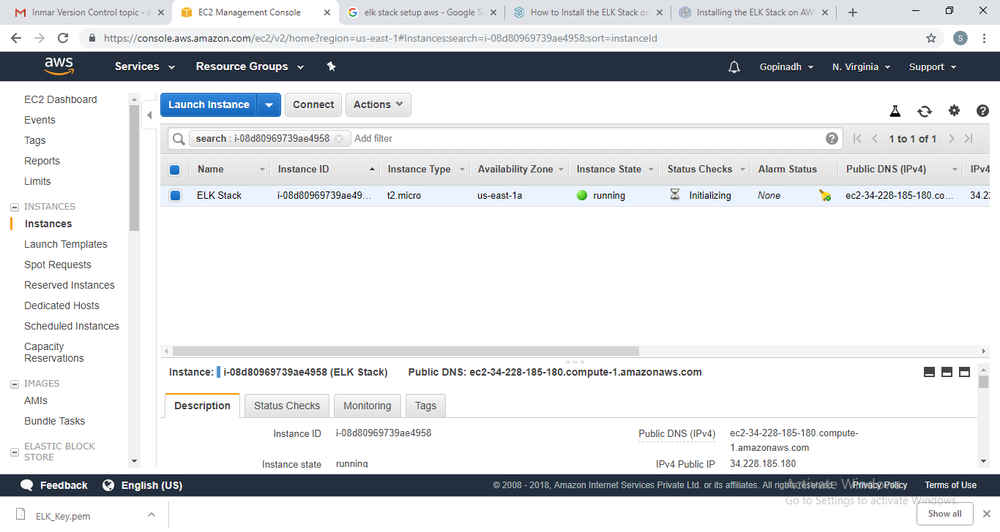 Inmar Version Control topic - s
EC2 Management Console
elk stack setup aws - Google S
How to Install the ELK Stack on
Installing the ELK Stack on AW
https://console.aws.amazon.com/ec2/v2/home?region=us-east-1#Instances:search=i-08d80969739ae4958;sort=instanceId
S
aws
Services
Resource Groups
Gopinadh
N. Virginia
Support
EC2 Dashboard
Events
Tags
Reports
Limits
INSTANCES
Instances
Launch Templates
Spot Requests
Reserved Instances
Dedicated Hosts
Scheduled Instances
Capacity
Reservations
IMAGES
AMIs
Bundle Tasks
ELASTIC BLOCK
STORE
Launch Instance
Connect
Actions
search : i-08d80969739ae4958
Add filter
1 to 1 of 1
Name Instance ID Instance Type Availability Zone Instance State Status Checks Alarm Status Public DNS (IPv4) IPv4
ELK Stack i-08d80969739ae49... t2.micro us-east-1a running Initializing None ec2-34-228-185-180.co... 34.2
Instance: i-08d80969739ae4958 (ELK Stack) Public DNS: ec2-34-228-185-180.compute-1.amazonaws.com
Description
Status Checks
Monitoring
Tags
Instance ID i-08d80969739ae4958
Public DNS (IPv4) ec2-34-228-185-180.compute-
1.amazonaws.com
Instance state running
IPv4 Public IP 34.228.185.180
Feedback
English (US)
© 2008 - 2018, Amazon Internet Services Private Ltd. or its affiliates. All rights reserved.
Privacy Policy
Terms of Use
Activate Windows
Go to Settings to activate Windows.
ELK_Key.pem
Show all